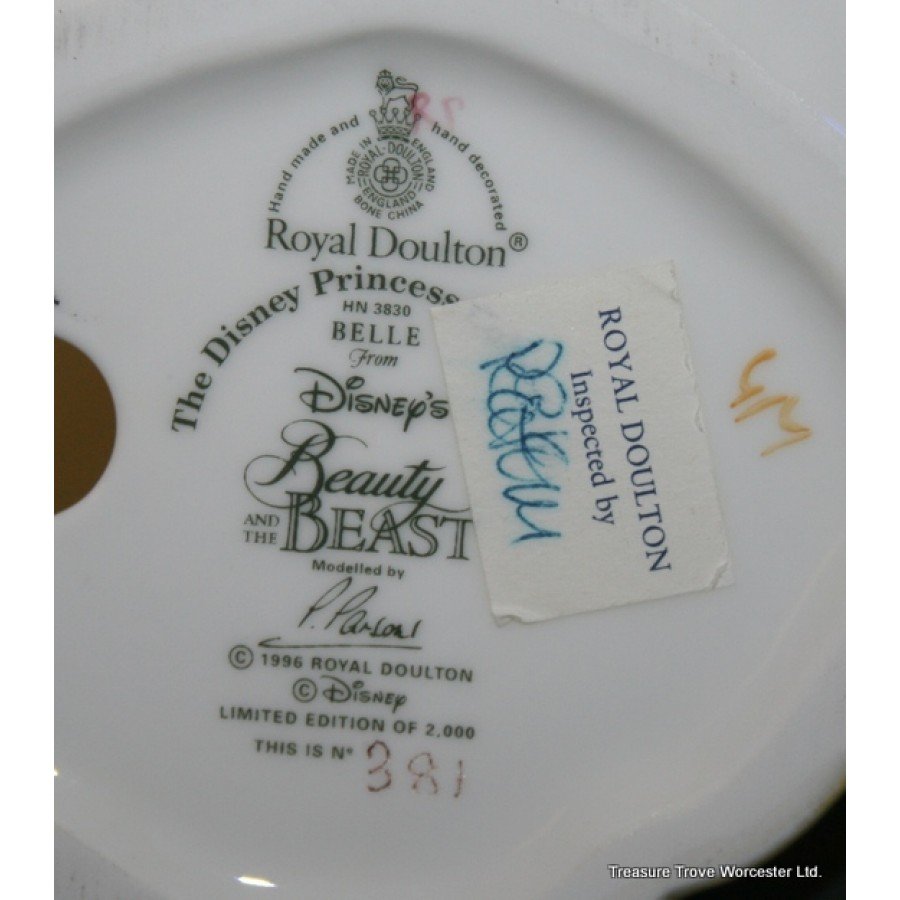 Hand made and hand decorated
MADE IN ENGLAND
ROYAL DOULTON
ENGLAND
BONE CHINA
Royal Doulton®
The Disney Princess
HN 3830
BELLE
From
DISNEY'S
Beauty
AND THE BEAST
Modelled by
P. Parsons
© 1996 ROYAL DOULTON
© DISNEY
LIMITED EDITION OF 2,000
THIS IS Nº 381
ROYAL DOULTON
Inspected by
GM
Treasure Trove Worcester Ltd.